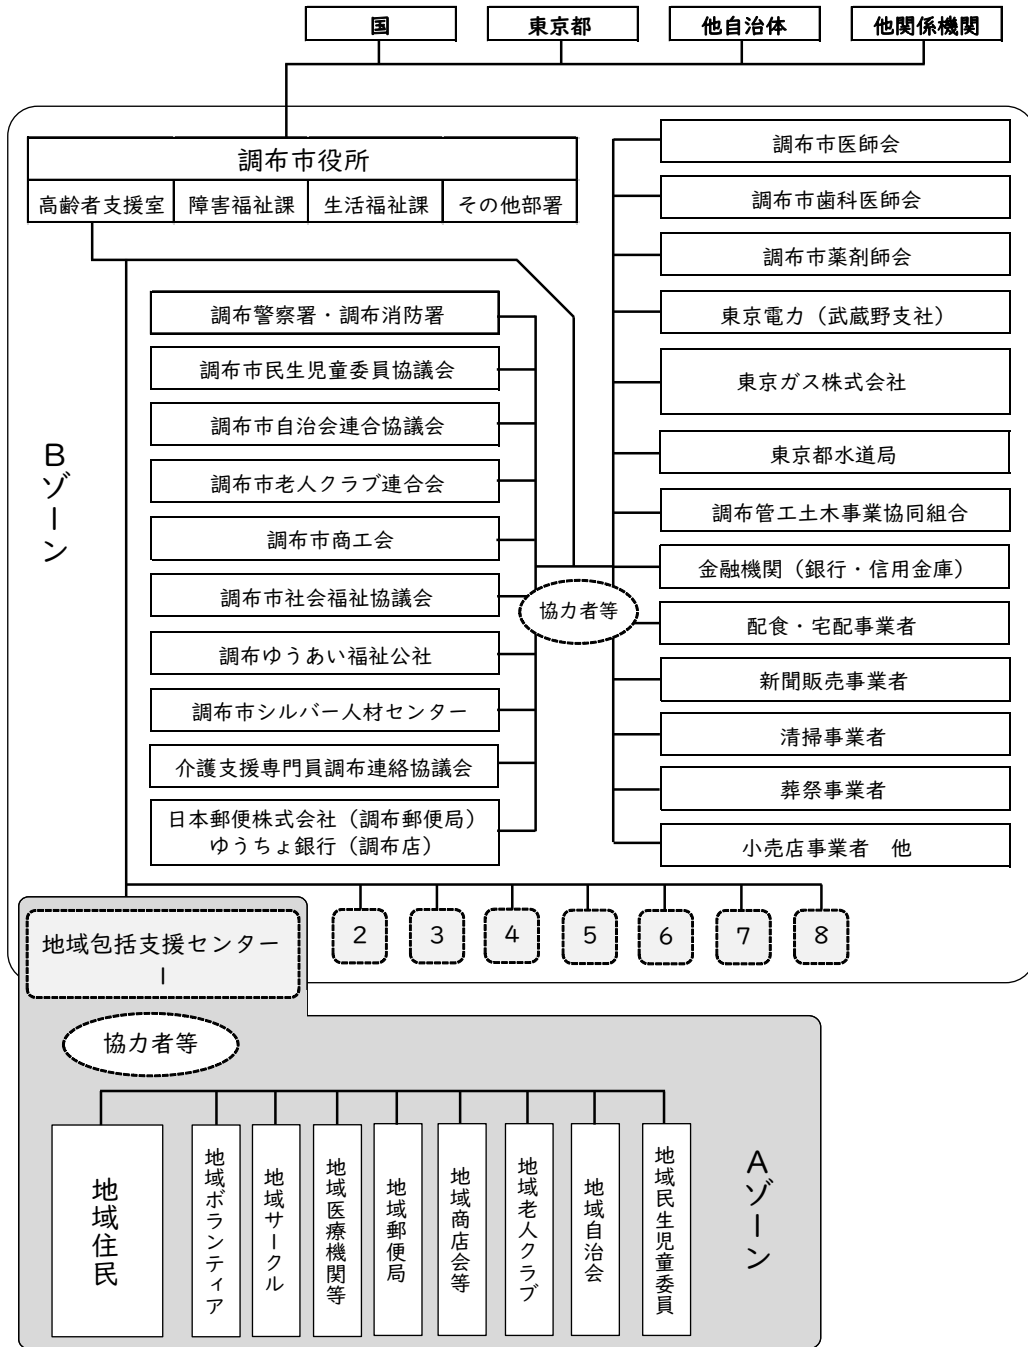 国
東京都
他自治体
他関係機関
調布市役所
高齢者支援室
障害福祉課
生活福祉課
その他部署
Bゾーン
調布警察署・調布消防署
調布市民生児童委員協議会
調布市自治会連合協議会
調布市老人クラブ連合会
調布市商工会
調布市社会福祉協議会
調布ゆうあい福祉公社
調布市シルバー人材センター
介護支援専門員調布連絡協議会
日本郵便株式会社(調布郵便局)
ゆうちょ銀行(調布店)
協力者等
調布市医師会
調布市歯科医師会
調布市薬剤師会
東京電力(武蔵野支社)
東京ガス株式会社
東京都水道局
調布管工土木事業協同組合
金融機関(銀行・信用金庫)
配食・宅配事業者
新聞販売事業者
清掃事業者
葬祭事業者
小売店事業者 他
地域包括支援センター
1
2
3
4
5
6
7
8
協力者等
地域住民
地域ボランティア
地域サークル
地域医療機関等
地域郵便局
地域商店会等
地域老人クラブ
地域自治会
地域民生児童委員
Aゾーン